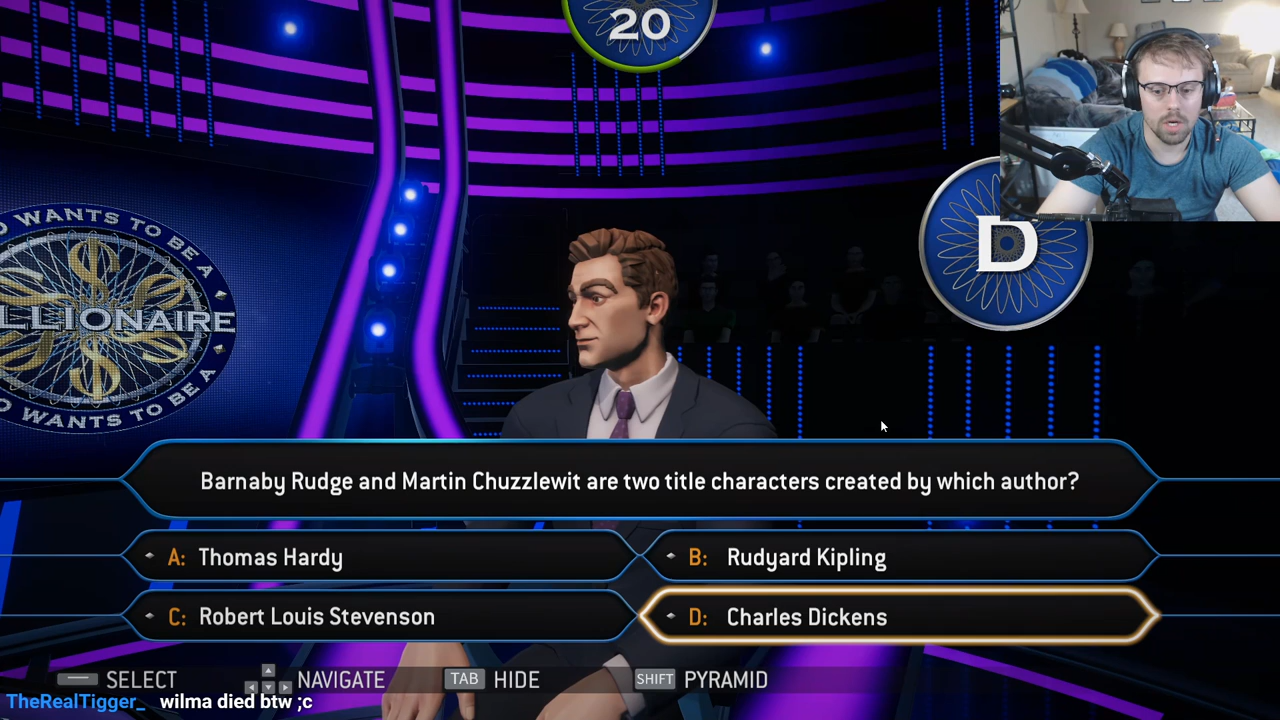 20
O WANTS TO BE A
LLIONAIRE
O WANTS TO BE A
D
Barnaby Rudge and Martin Chuzzlewit are two title characters created by which author?
A: Thomas Hardy
B: Rudyard Kipling
C: Robert Louis Stevenson
D: Charles Dickens
SELECT
NAVIGATE
TAB HIDE
SHIFT PYRAMID
TheRealTigger_ wilma died btw ;c